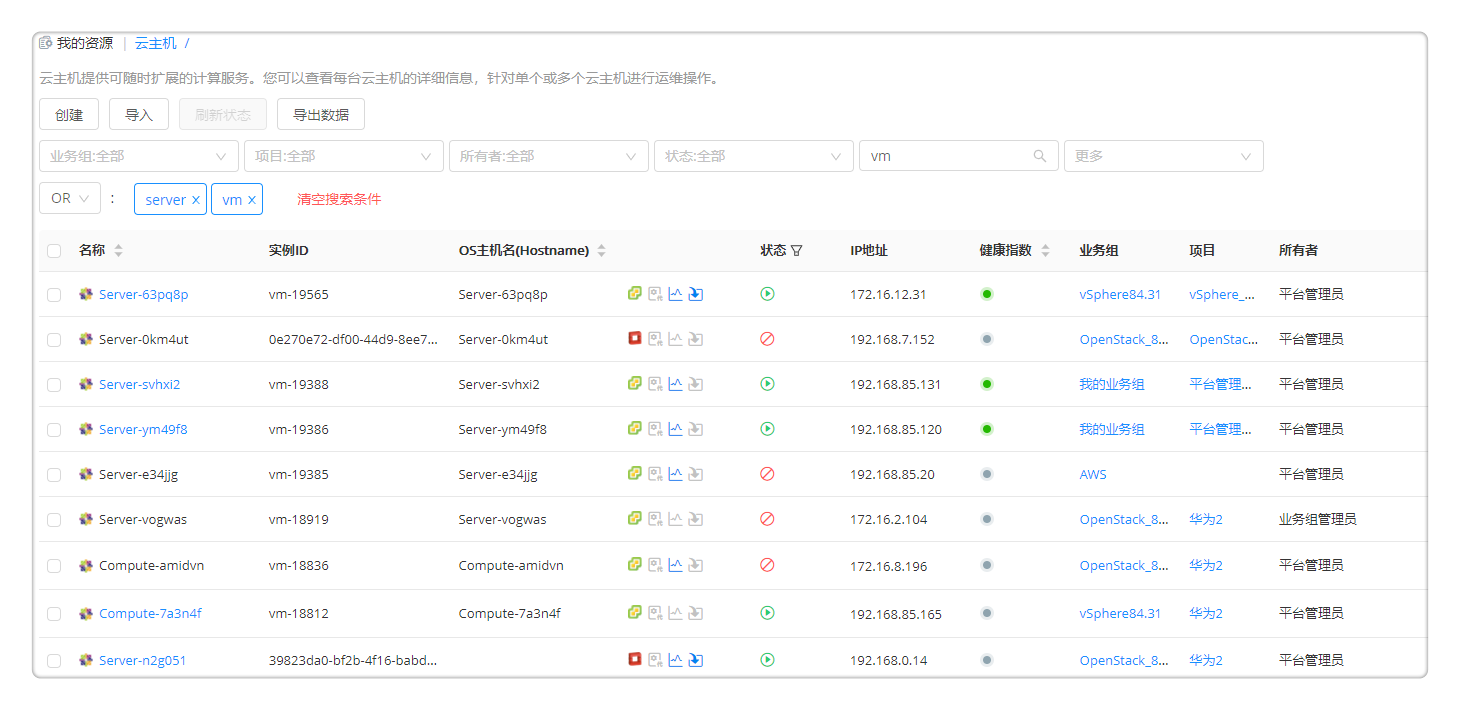 我的资源 | 云主机 /
云主机提供可随时扩展的计算服务。您可以查看每台云主机的详细信息，针对单个或多个云主机进行运维操作。
创建 导入 刷新状态 导出数据
业务组:全部 项目:全部 所有者:全部 状态:全部 vm 更多
OR : server x vm x 清空搜索条件
名称 实例ID OS主机名(Hostname) 状态 IP地址 健康指数 业务组 项目 所有者
Server-63pq8p vm-19565 Server-63pq8p 172.16.12.31 vSphere84.31 vSphere_... 平台管理员
Server-0km4ut 0e270e72-df00-44d9-8ee7... Server-0km4ut 192.168.7.152 OpenStack_8... OpenStac... 平台管理员
Server-svhxi2 vm-19388 Server-svhxi2 192.168.85.131 我的业务组 平台管理... 平台管理员
Server-ym49f8 vm-19386 Server-ym49f8 192.168.85.120 我的业务组 平台管理... 平台管理员
Server-e34jjg vm-19385 Server-e34jjg 192.168.85.20 AWS 平台管理员
Server-vogwas vm-18919 Server-vogwas 172.16.2.104 OpenStack_8... 华为2 业务组管理员
Compute-amidvn vm-18836 Compute-amidvn 172.16.8.196 OpenStack_8... 华为2 平台管理员
Compute-7a3n4f vm-18812 Compute-7a3n4f 192.168.85.165 vSphere84.31 华为2 平台管理员
Server-n2g051 39823da0-bf2b-4f16-babd... 192.168.0.14 OpenStack_8... 华为2 平台管理员